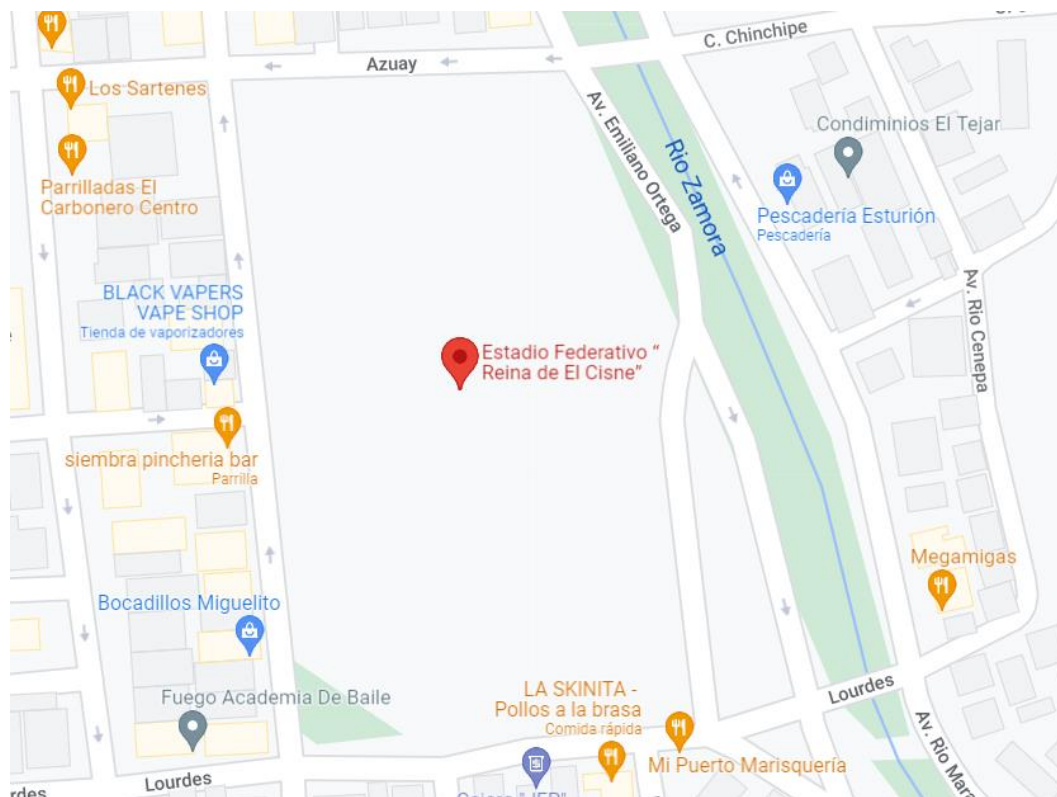 C. Chinchipe
Azuay
Los Sartenes
Av. Emiliano Ortega
Rio Zamora
Condiminios El Tejar
Parrilladas El
Carbonero Centro
Pescadería Esturión
Pescadería
BLACK VAPERS
VAPE SHOP
Tienda de vaporizadores
Av. Rio Cenepa
Estadio Federativo "
Reina de El Cisne"
siembra pincheria bar
Parrilla
Megamigas
Bocadillos Miguelito
Fuego Academia De Baile
LA SKINITA -
Pollos a la brasa
Comida rápida
Lourdes
Mi Puerto Marisquería
Lourdes